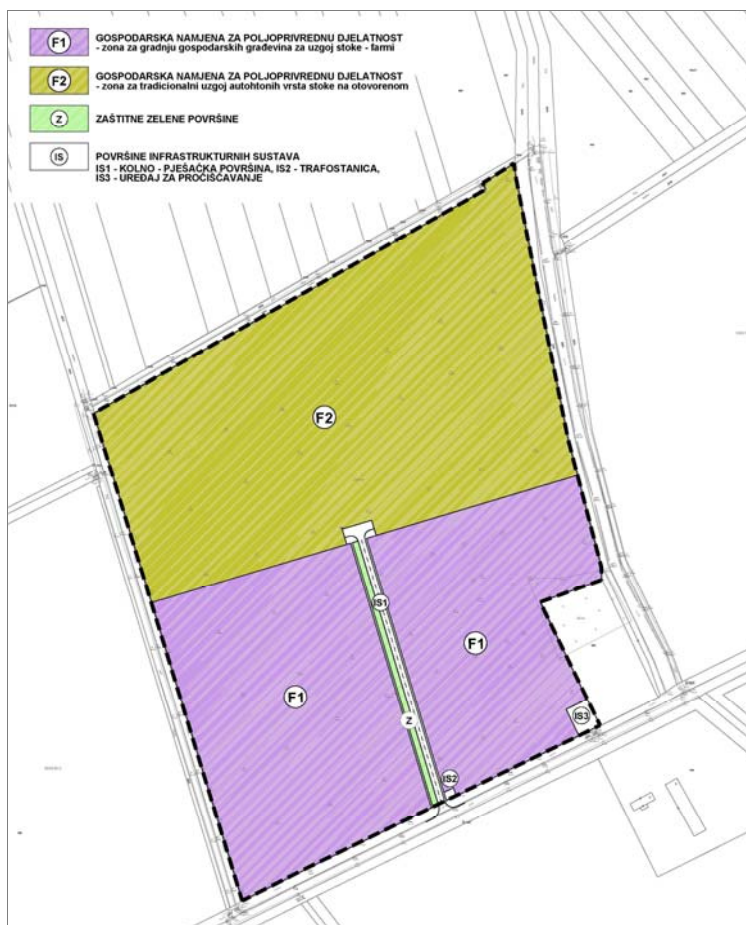 F1 GOSPODARSKA NAMJENA ZA POLJOPRIVREDNU DJELATNOST
- zona za gradnju gospodarskih građevina za uzgoj stoke - farmi
F2 GOSPODARSKA NAMJENA ZA POLJOPRIVREDNU DJELATNOST
- zona za tradicionalni uzgoj autohtonih vrsta stoke na otovorenom
Z ZAŠTITNE ZELENE POVRŠINE
IS POVRŠINE INFRASTRUKTURNIH SUSTAVA
IS1 - KOLNO - PJEŠAČKA POVRŠINA, IS2 - TRAFOSTANICA,
IS3 - UREĐAJ ZA PROČIŠĆAVANJE
F2
IS1
F1
F1
Z
IS3
IS2